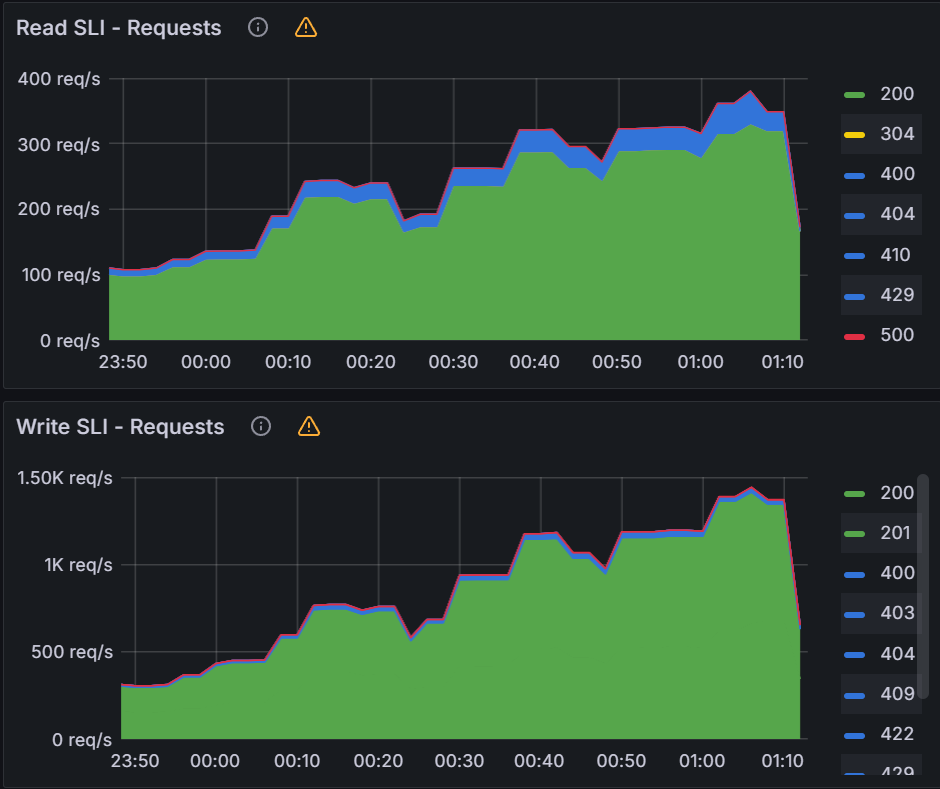 Read SLI - Requests
400 req/s
300 req/s
200 req/s
100 req/s
0 req/s
23:50 00:00 00:10 00:20 00:30 00:40 00:50 01:00 01:10
200
304
400
404
410
429
500
Write SLI - Requests
1.50K req/s
1K req/s
500 req/s
0 req/s
23:50 00:00 00:10 00:20 00:30 00:40 00:50 01:00 01:10
200
201
400
403
404
409
422
429